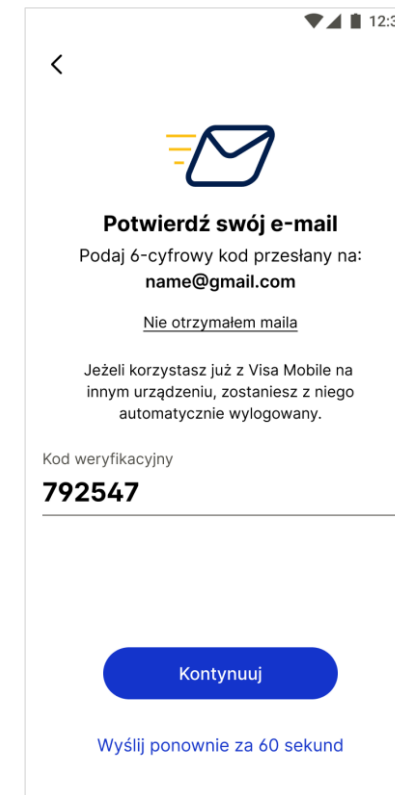 12:3
Potwierdź swój e-mail
Podaj 6-cyfrowy kod przesłany na:
name@gmail.com
Nie otrzymałem maila
Jeżeli korzystasz już z Visa Mobile na
innym urządzeniu, zostaniesz z niego
automatycznie wylogowany.
Kod weryfikacyjny
792547
Kontynuuj
Wyślij ponownie za 60 sekund